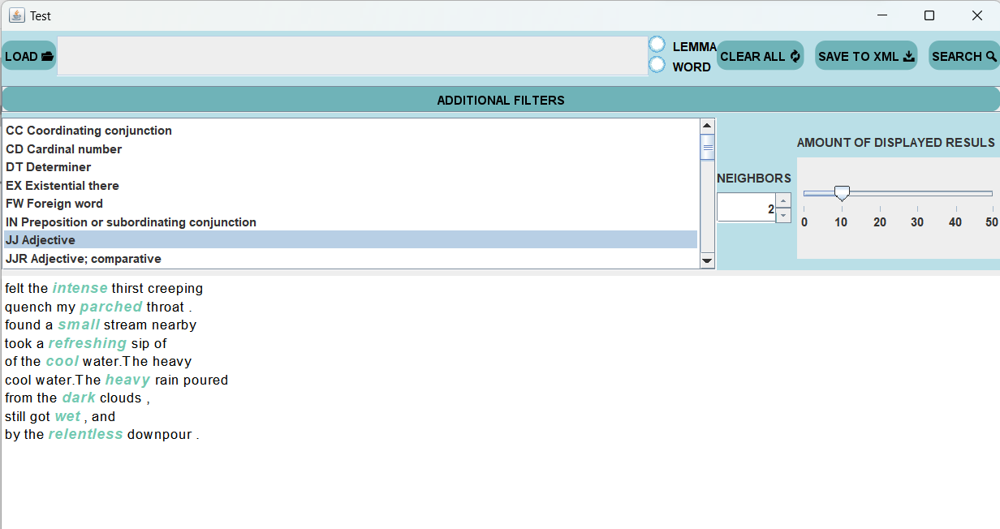 Test
LOAD
LEMMA
WORD
CLEAR ALL
SAVE TO XML
SEARCH
ADDITIONAL FILTERS
CC Coordinating conjunction
CD Cardinal number
DT Determiner
EX Existential there
FW Foreign word
IN Preposition or subordinating conjunction
JJ Adjective
JJR Adjective; comparative
NEIGHBORS
2
AMOUNT OF DISPLAYED RESULS
0 10 20 30 40 50
felt the intense thirst creeping
quench my parched throat .
found a small stream nearby
took a refreshing sip of
of the cool water.The heavy
cool water.The heavy rain poured
from the dark clouds ,
still got wet , and
by the relentless downpour .